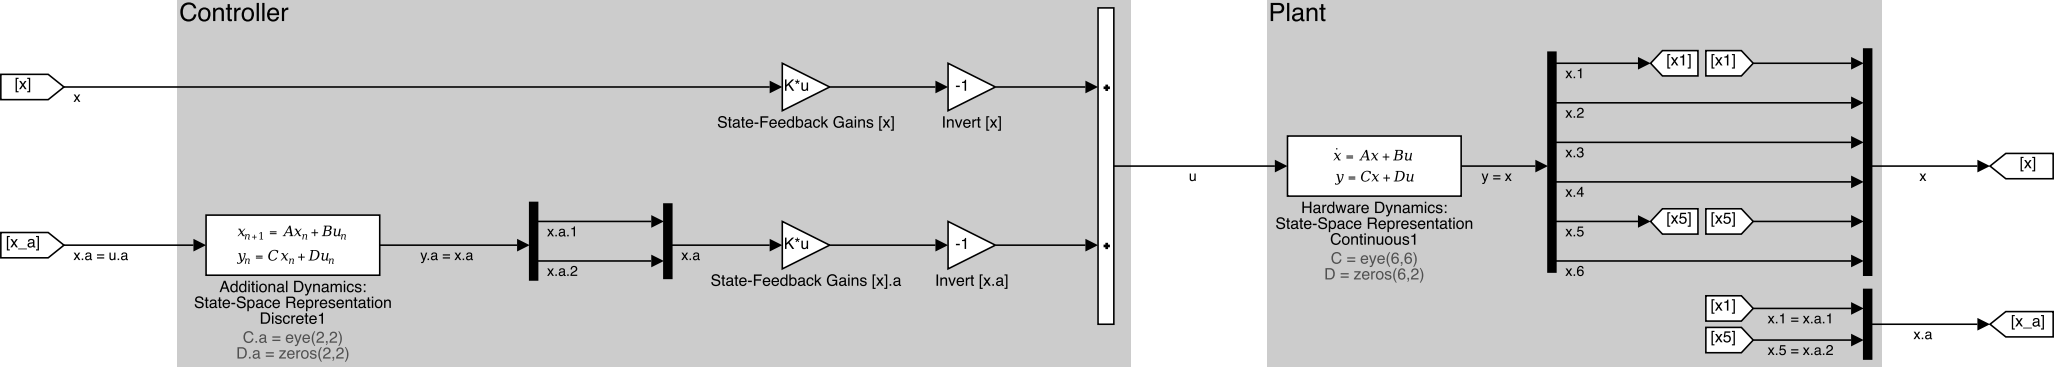 Controller
[x]
x
K*u
State-Feedback Gains [x]
-1
Invert [x]
+
[x_a]
x.a = u.a
xn+1 = Axn + Bun
yn = Cxn + Dun
Additional Dynamics:
State-Space Representation
Discrete1
C.a = eye(2,2)
D.a = zeros(2,2)
y.a = x.a
x.a.1
x.a.2
x.a
K*u
State-Feedback Gains [x].a
-1
Invert [x.a]
+
u
Plant
ẋ = Ax + Bu
y = Cx + Du
Hardware Dynamics:
State-Space Representation
Continuous1
C = eye(6,6)
D = zeros(6,2)
y = x
x.1
[x1]
[x1]
x.2
x.3
x.4
x.5
[x5]
[x5]
x.6
x
[x]
[x1]
x.1 = x.a.1
[x5]
x.5 = x.a.2
x.a
[x_a]